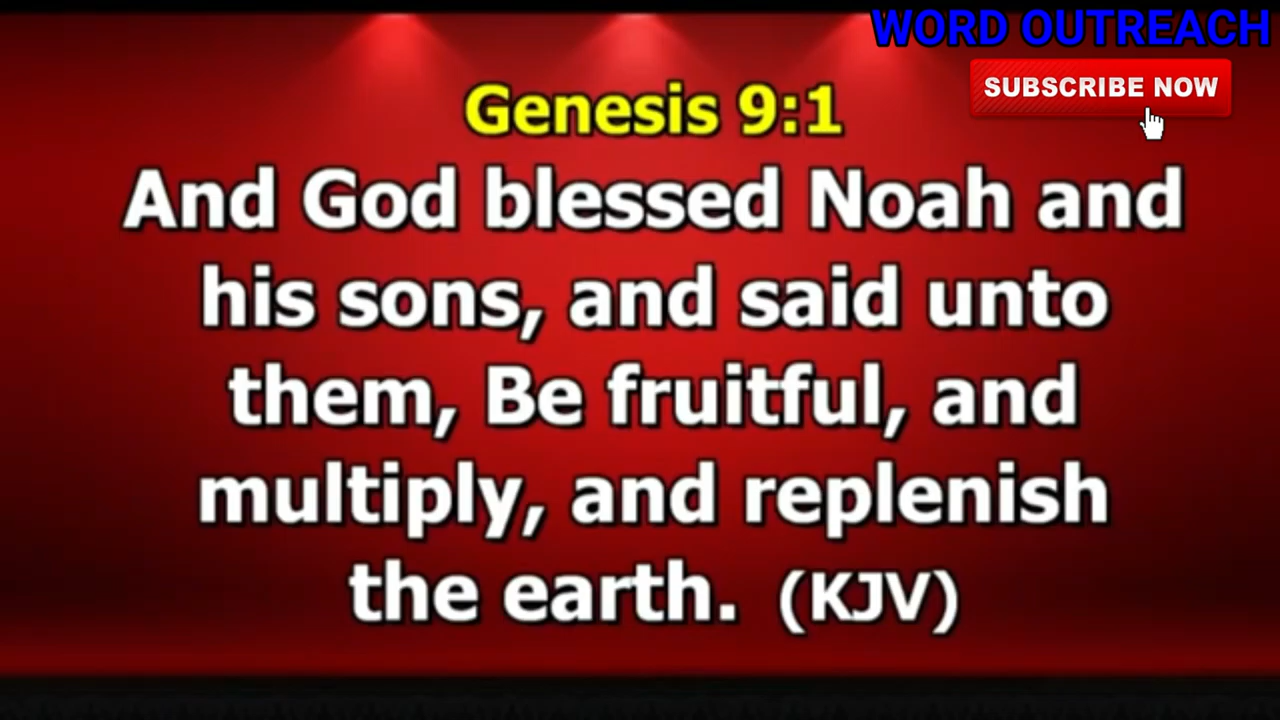 WORD OUTREACH
SUBSCRIBE NOW
Genesis 9:1
And God blessed Noah and
his sons, and said unto
them, Be fruitful, and
multiply, and replenish
the earth. (KJV)